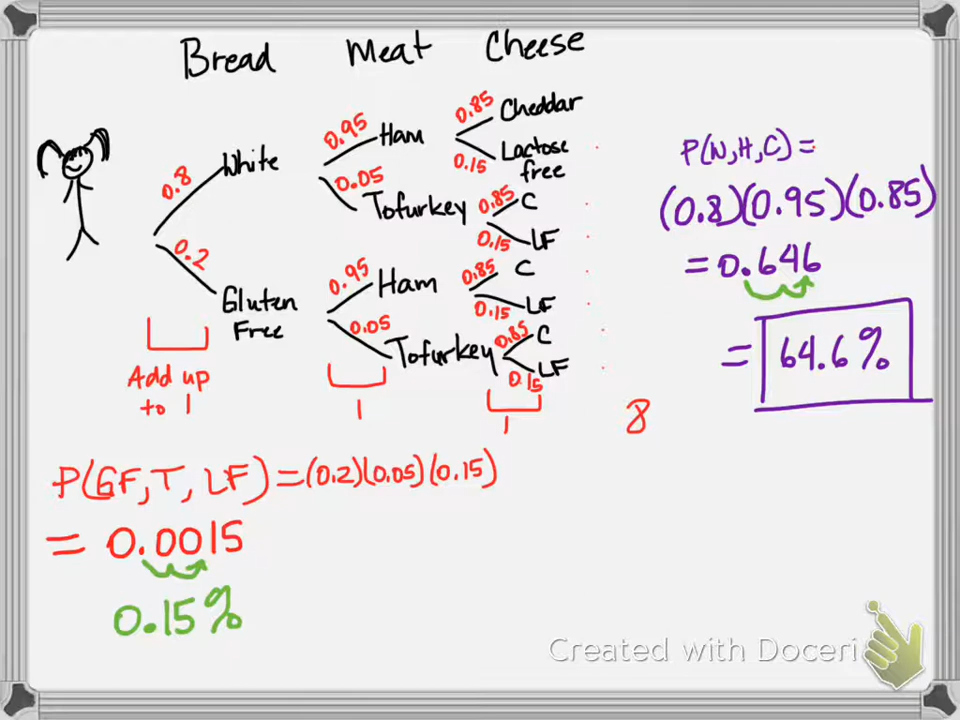 Bread Meat Cheese
0.85 Cheddar
0.95 Ham
0.15 Lactose free
0.8 White
0.05 Tofurkey
0.85 C
0.15 LF
0.2 Gluten Free
0.95 Ham
0.85 C
0.15 LF
0.05 Tofurkey
0.85 C
0.15 LF
Add up
to 1
1
1
8
P(N,H,C)=
(0.8)(0.95)(0.85)
=0.646
= 64.6%
P(GF,T, LF)=(0.2)(0.05)(0.15)
= 0.0015
0.15%
Created with Doceri